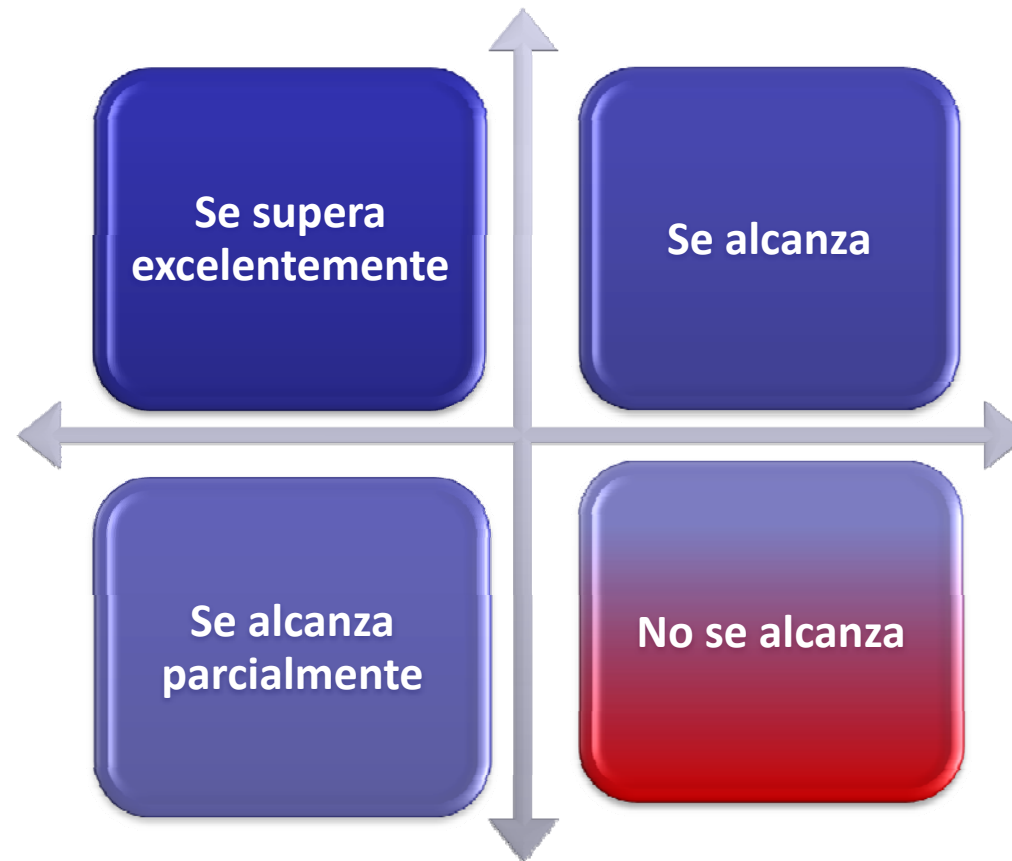 Se supera
excelentemente
Se alcanza
Se alcanza
parcialmente
No se alcanza